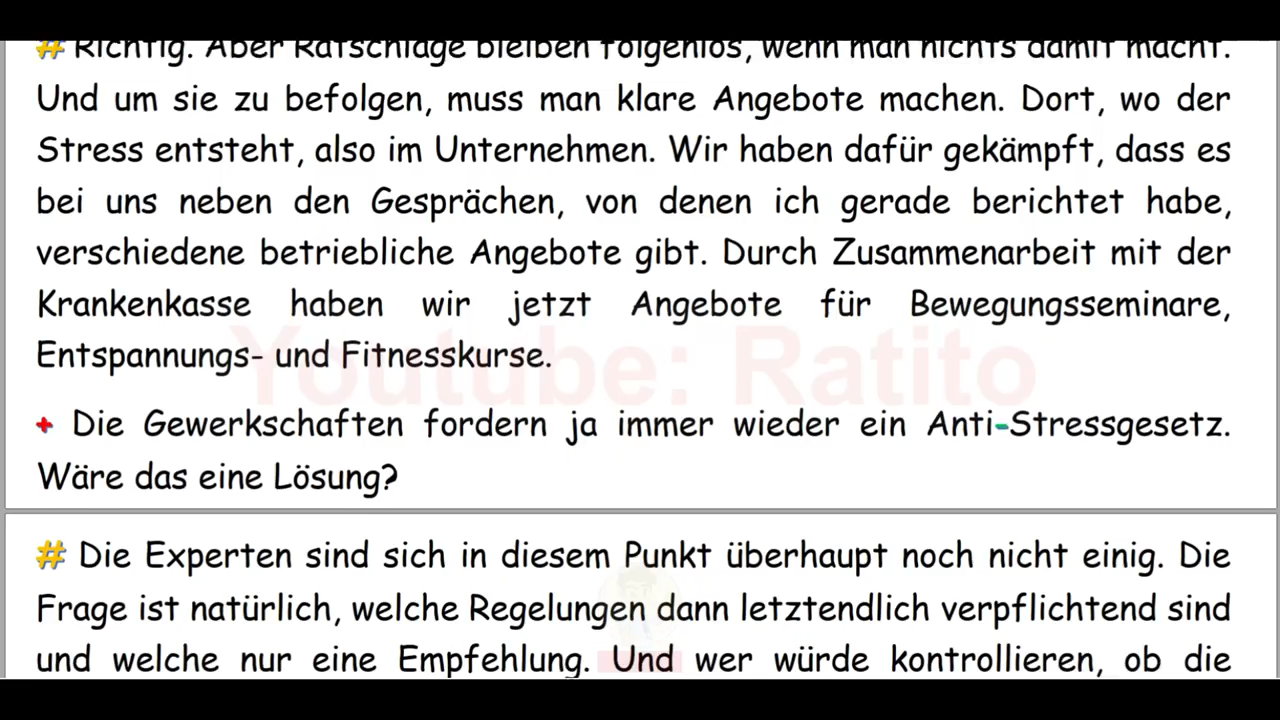 # Richtig. Aber Ratschläge bleiben folgenlos, wenn man nichts damit macht.
Und um sie zu befolgen, muss man klare Angebote machen. Dort, wo der
Stress entsteht, also im Unternehmen. Wir haben dafür gekämpft, dass es
bei uns neben den Gesprächen, von denen ich gerade berichtet habe,
verschiedene betriebliche Angebote gibt. Durch Zusammenarbeit mit der
Krankenkasse haben wir jetzt Angebote für Bewegungsseminare,
Entspannungs- und Fitnesskurse.
Youtube: Ratito
+ Die Gewerkschaften fordern ja immer wieder ein Anti-Stressgesetz.
Wäre das eine Lösung?
# Die Experten sind sich in diesem Punkt überhaupt noch nicht einig. Die
Frage ist natürlich, welche Regelungen dann letztendlich verpflichtend sind
und welche nur eine Empfehlung. Und wer würde kontrollieren, ob die